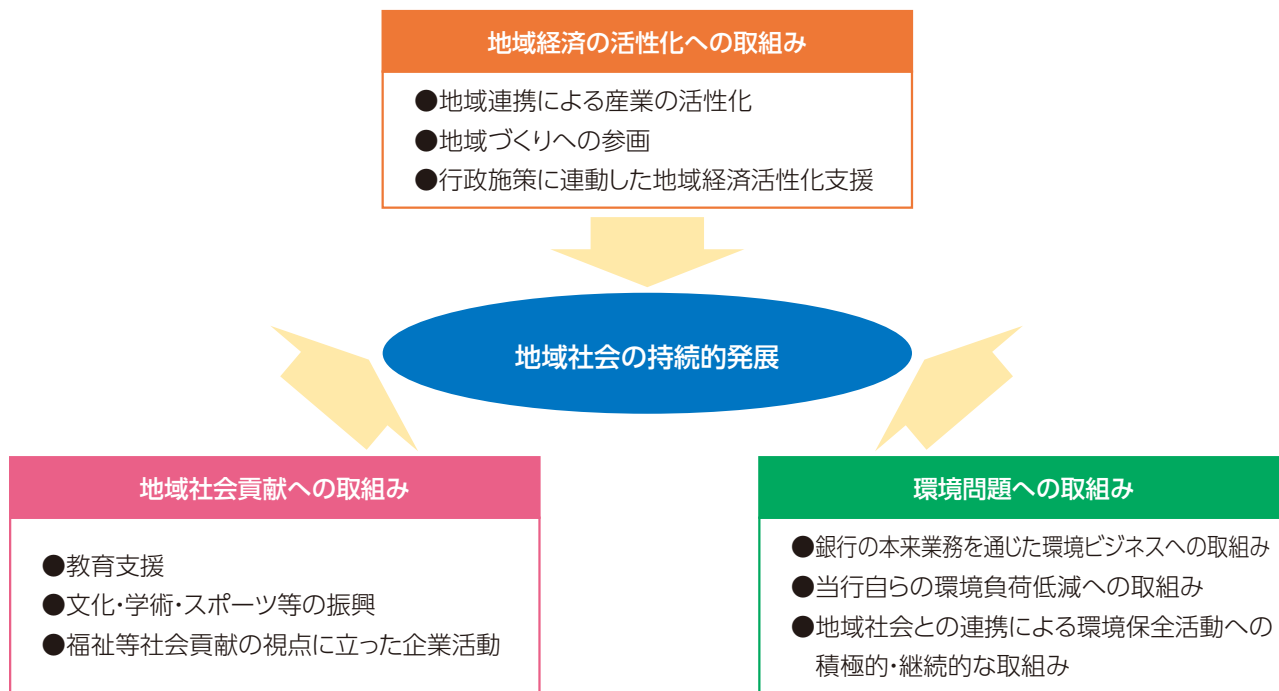 地域経済の活性化への取組み
●地域連携による産業の活性化
●地域づくりへの参画
●行政施策に連動した地域経済活性化支援
地域社会の持続的発展
地域社会貢献への取組み
●教育支援
●文化・学術・スポーツ等の振興
●福祉等社会貢献の視点に立った企業活動
環境問題への取組み
●銀行の本来業務を通じた環境ビジネスへの取組み
●当行自らの環境負荷低減への取組み
●地域社会との連携による環境保全活動への
積極的・継続的な取組み